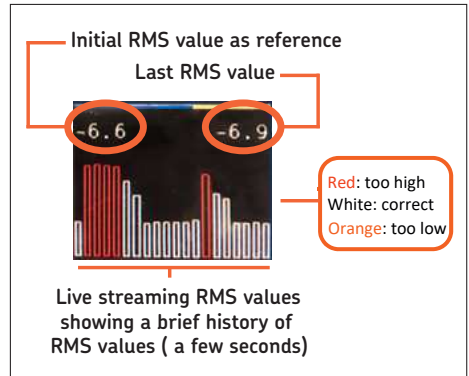 Initial RMS value as reference
Last RMS value
-6.6
-6.9
Red: too high
White: correct
Orange: too low
Live streaming RMS values
showing a brief history of
RMS values ( a few seconds)